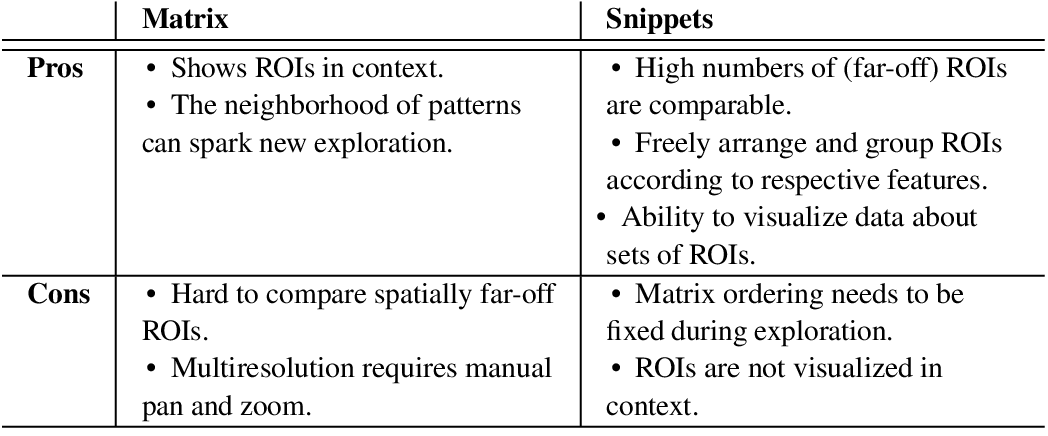 Matrix Snippets
Pros
• Shows ROIs in context.
• The neighborhood of patterns
can spark new exploration.
• High numbers of (far-off) ROIs
are comparable.
• Freely arrange and group ROIs
according to respective features.
• Ability to visualize data about
sets of ROIs.
Cons
• Hard to compare spatially far-off
ROIs.
• Multiresolution requires manual
pan and zoom.
• Matrix ordering needs to be
fixed during exploration.
• ROIs are not visualized in
context.